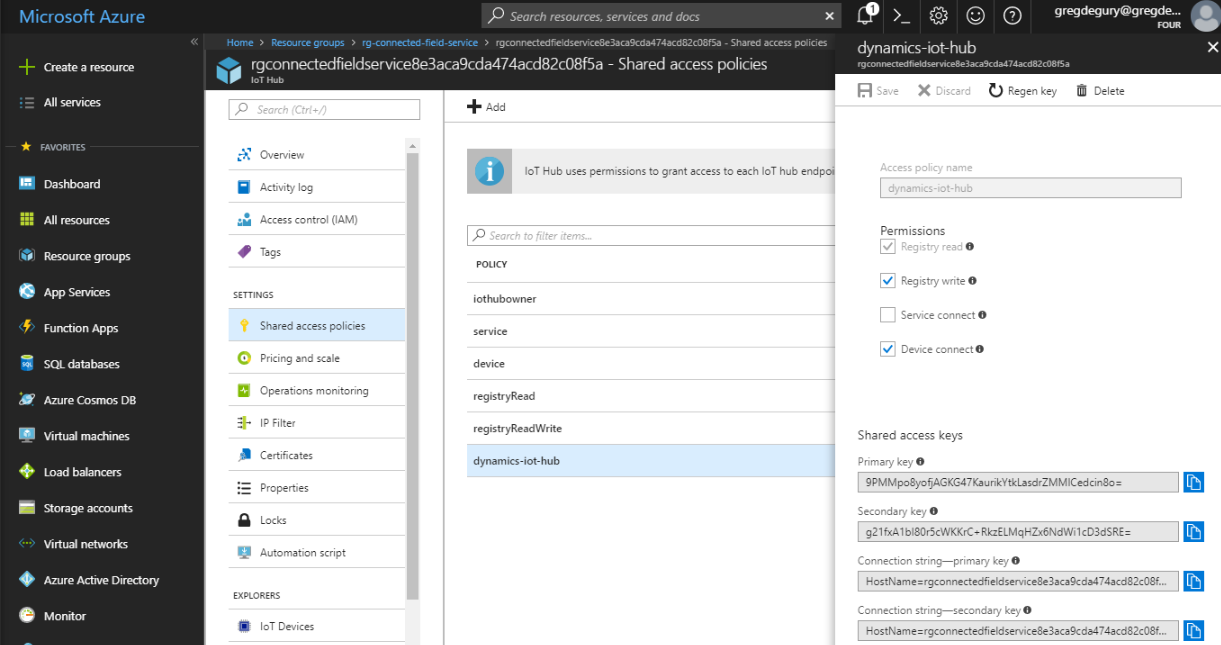 Microsoft Azure
Search resources, services and docs
1
gregdegury@gregde...
FOUR
Create a resource
All services
FAVORITES
Dashboard
All resources
Resource groups
App Services
Function Apps
SQL databases
Azure Cosmos DB
Virtual machines
Load balancers
Storage accounts
Virtual networks
Azure Active Directory
Monitor
Home > Resource groups > rg-connected-field-service > rgconnectedfieldservice8e3aca9cda474acd82c08f5a - Shared access policies
rgconnectedfieldservice8e3aca9cda474acd82c08f5a - Shared access policies
IoT Hub
Search (Ctrl+/)
Overview
Activity log
Access control (IAM)
Tags
SETTINGS
Shared access policies
Pricing and scale
Operations monitoring
IP Filter
Certificates
Properties
Locks
Automation script
EXPLORERS
IoT Devices
Add
IoT Hub uses permissions to grant access to each IoT hub endpoi
Search to filter items...
POLICY
iothubowner
service
device
registryRead
registryReadWrite
dynamics-iot-hub
dynamics-iot-hub
rgconnectedfieldservice8e3aca9cda474acd82c08f5a
Save Discard Regen key Delete
Access policy name
dynamics-iot-hub
Permissions
Registry read
Registry write
Service connect
Device connect
Shared access keys
Primary key
9PMMpo8yofjAGKG47KaurikYtkLasdrZMMICedcin8o=
Secondary key
g21fxA1bI80r5cWKKrC+RkzELMqHZx6NdWi1cD3dSRE=
Connection string—primary key
HostName=rgconnectedfieldservice8e3aca9cda474acd82c08f...
Connection string—secondary key
HostName=rgconnectedfieldservice8e3aca9cda474acd82c08f...